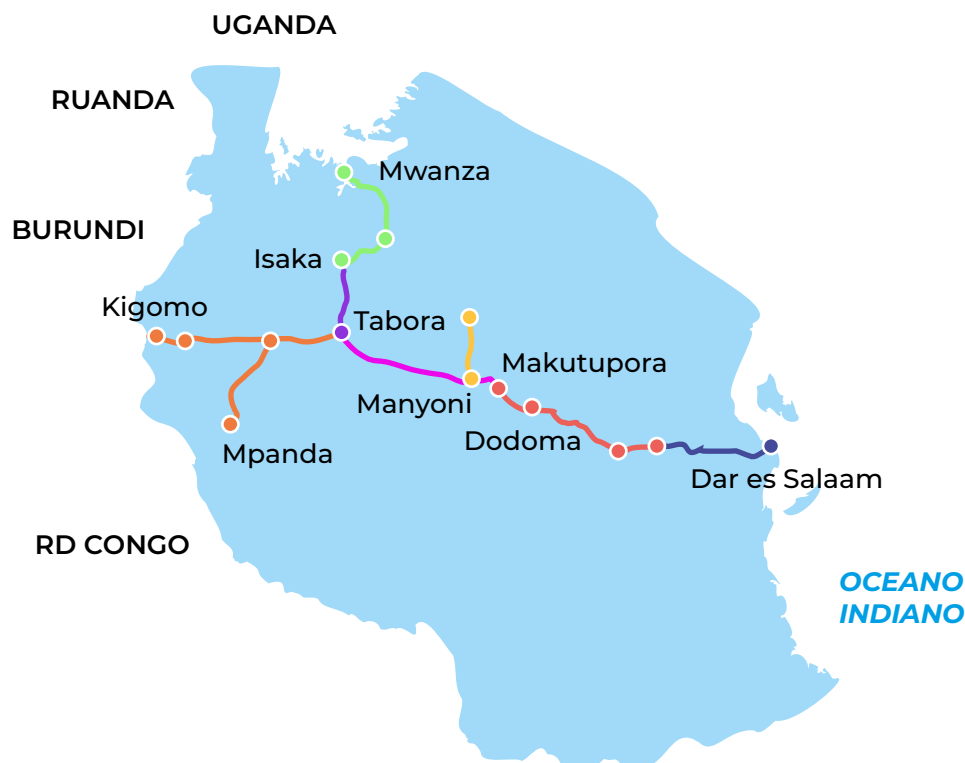 UGANDA
RUANDA
Mwanza
BURUNDI
Isaka
Kigomo
Tabora
Makutupora
Manyoni
Dodoma
Mpanda
Dar es Salaam
RD CONGO
OCEANO
INDIANO